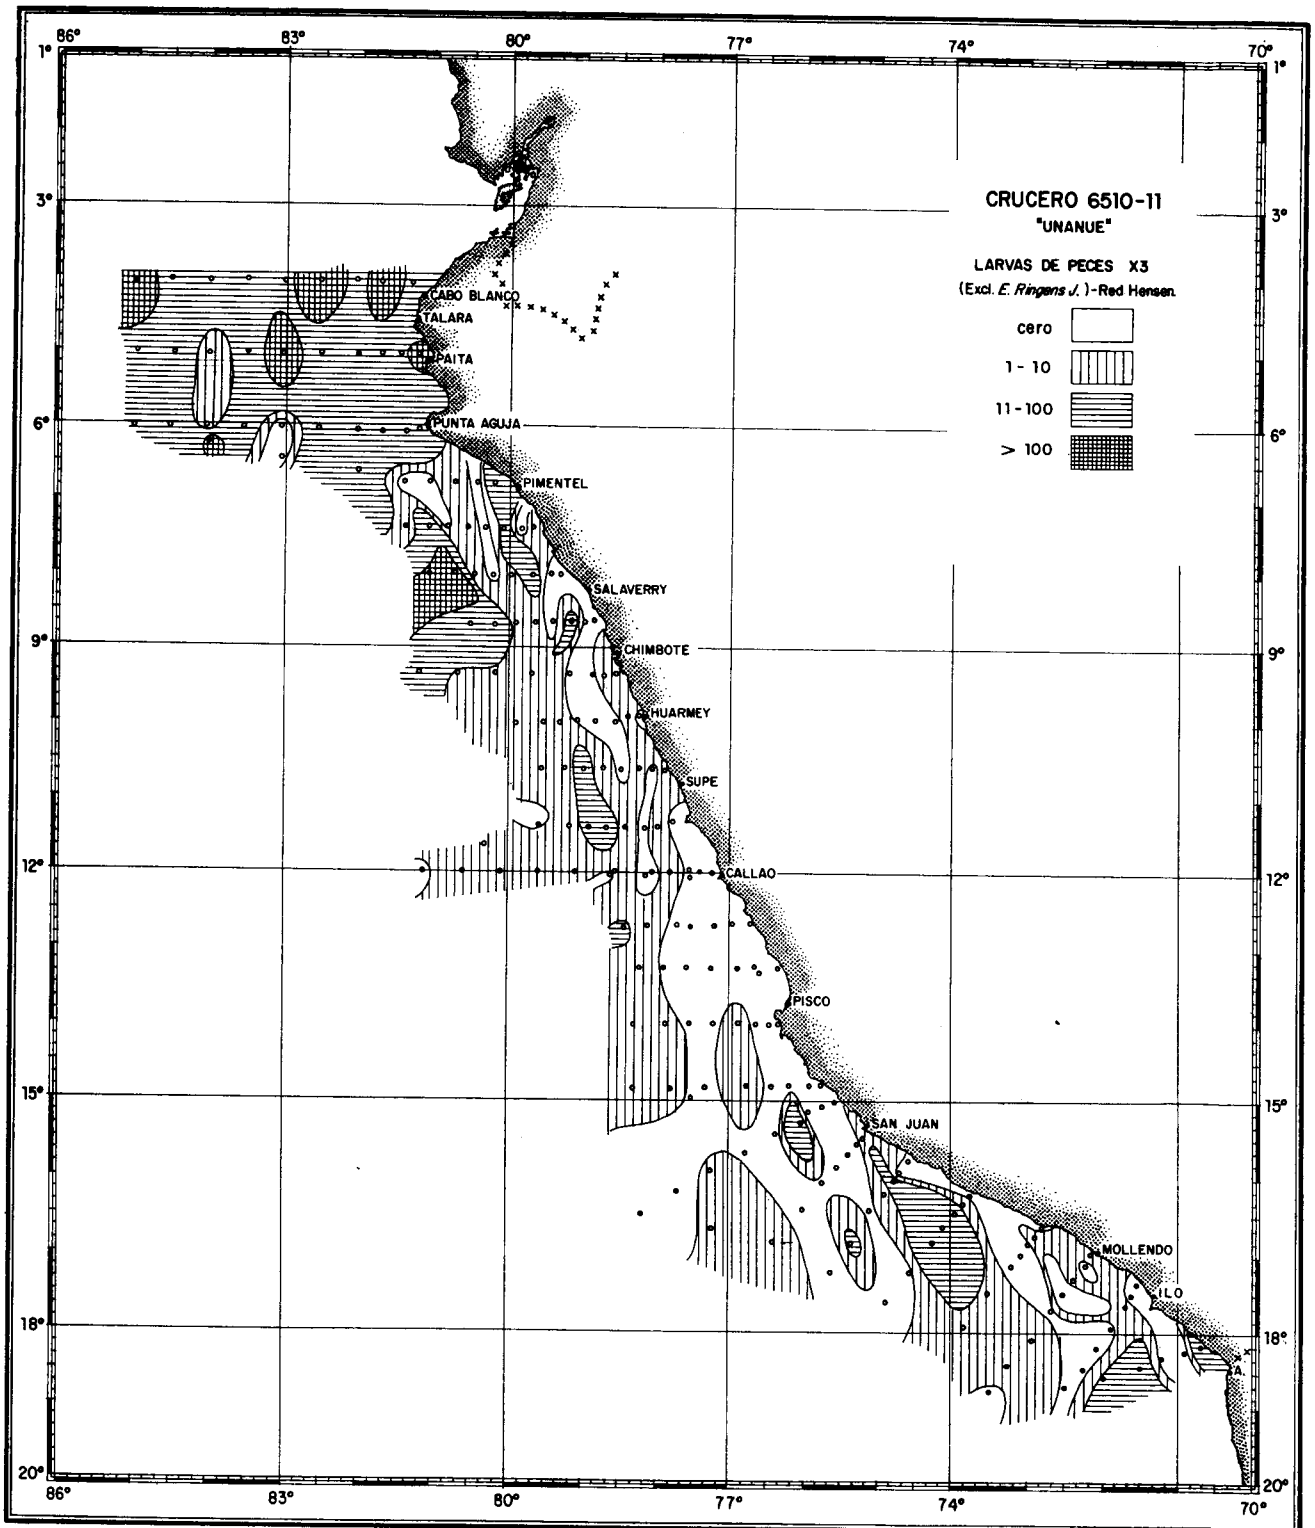 86° 83° 80° 77° 74° 70°
1° 1°
3° 3°
CRUCERO 6510-11
"UNANUE"
LARVAS DE PECES X3
(Excl. E. Ringens J.)-Red Hensen
cero
1-10
11-100
> 100
CABO BLANCO
TALARA
PAITA
6° PUNTA AGUJA 6°
PIMENTEL
SALAVERRY
9° CHIMBOTE 9°
HUARMEY
SUPE
12° CALLAO 12°
PISCO
15° 15°
SAN JUAN
MOLLENDO
ILO
18° 18°
A.
20° 20°
86° 83° 80° 77° 74° 70°